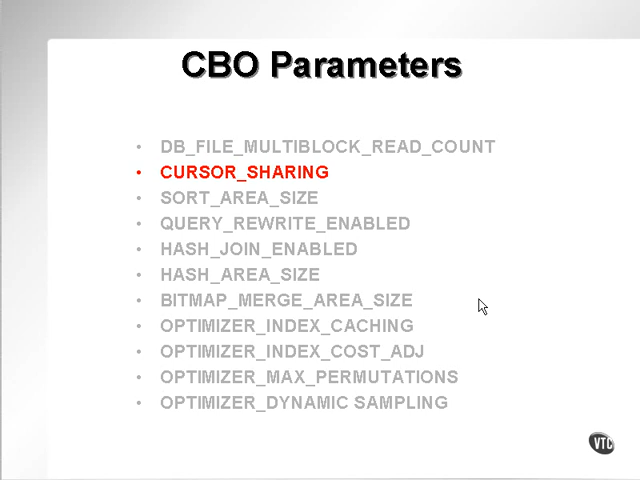 CBO Parameters
• DB_FILE_MULTIBLOCK_READ_COUNT
• CURSOR_SHARING
• SORT_AREA_SIZE
• QUERY_REWRITE_ENABLED
• HASH_JOIN_ENABLED
• HASH_AREA_SIZE
• BITMAP_MERGE_AREA_SIZE
• OPTIMIZER_INDEX_CACHING
• OPTIMIZER_INDEX_COST_ADJ
• OPTIMIZER_MAX_PERMUTATIONS
• OPTIMIZER_DYNAMIC SAMPLING
VTC